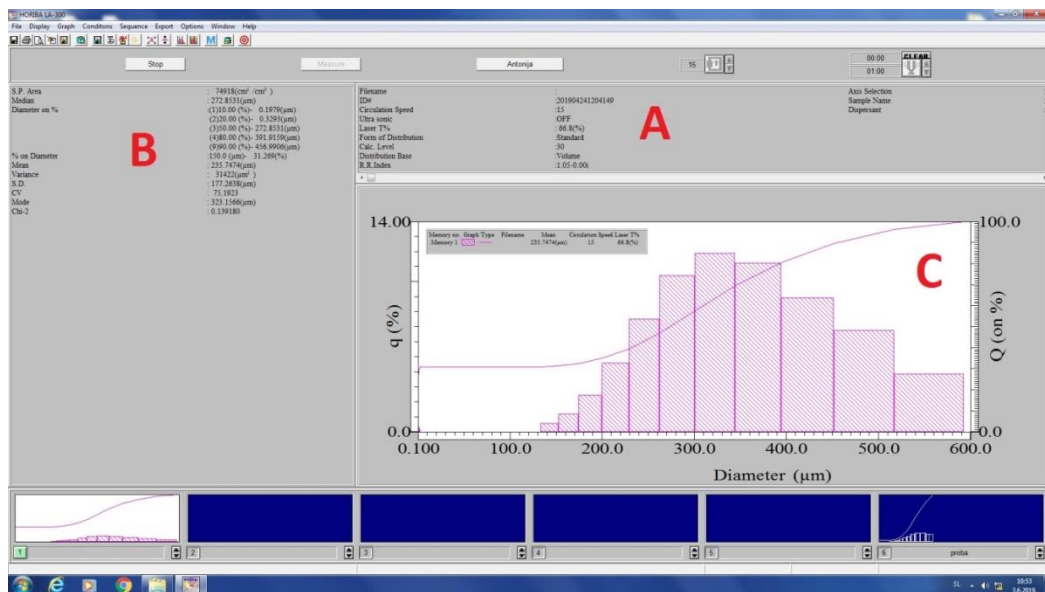 HORIBA LA-300
File Display Graph Conditons Sequence Export Options Window Help
Stop Measure Antonija 15 00:00 CLEAR
01:00
S.P. Area : 74918(cm² /cm³ )
Median : 272.8531(µm)
Diameter on % :(1)10.00 (%)- 0.1979(µm)
(2)20.00 (%)- 0.3293(µm)
(3)50.00 (%)- 272.8531(µm)
(4)80.00 (%)- 391.9159(µm)
(9)90.00 (%)- 456.9906(µm)
% on Diameter :150.0 (µm)- 31.269(%)
Mean : 235.7474(µm)
Variance : 31422(µm² )
S.D. : 177.2638(µm)
CV : 75.1923
Mode : 323.1566(µm)
Chi-2 : 0.139180
B
Filename :
ID# :201904241204149
Circulation Speed :15
Ultra sonic :OFF
Laser T% : 66.8(%)
Form of Distribution :Standard
Calc. Level :30
Distribution Base :Volume
R.R.Index :1.05-0.00i
A
Axis Selection
Sample Name
Dispersant
14.00 100.0
Memory no. Graph Type Filename Mean Circulation Speed Laser T%
Memory 1 235.7474(µm) 15 66.8(%)
C
q (%)
Q (on %)
0.0 0.0
0.100 100.0 200.0 300.0 400.0 500.0 600.0
Diameter (µm)
1 2 3 4 5 6 proba
SL 10:53
3.6.2019